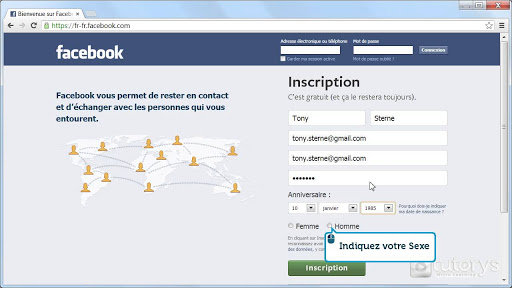 Bienvenue sur Facebo
https://fr-fr.facebook.com
facebook
Adresse électronique ou téléphone
Mot de passe
Connexion
Garder ma session active
Mot de passe oublié ?
Inscription
C'est gratuit (et ça le restera toujours).
Facebook vous permet de rester en contact
et d'échanger avec les personnes qui vous
entourent.
Tony
Sterne
tony.sterne@gmail.com
tony.sterne@gmail.com
•••••••
Anniversaire :
10
janvier
1985
Pourquoi dois-je indiquer
ma date de naissance ?
Femme
Homme
En cliquant sur
Indiquez votre Sexe
Inscription
tutorys